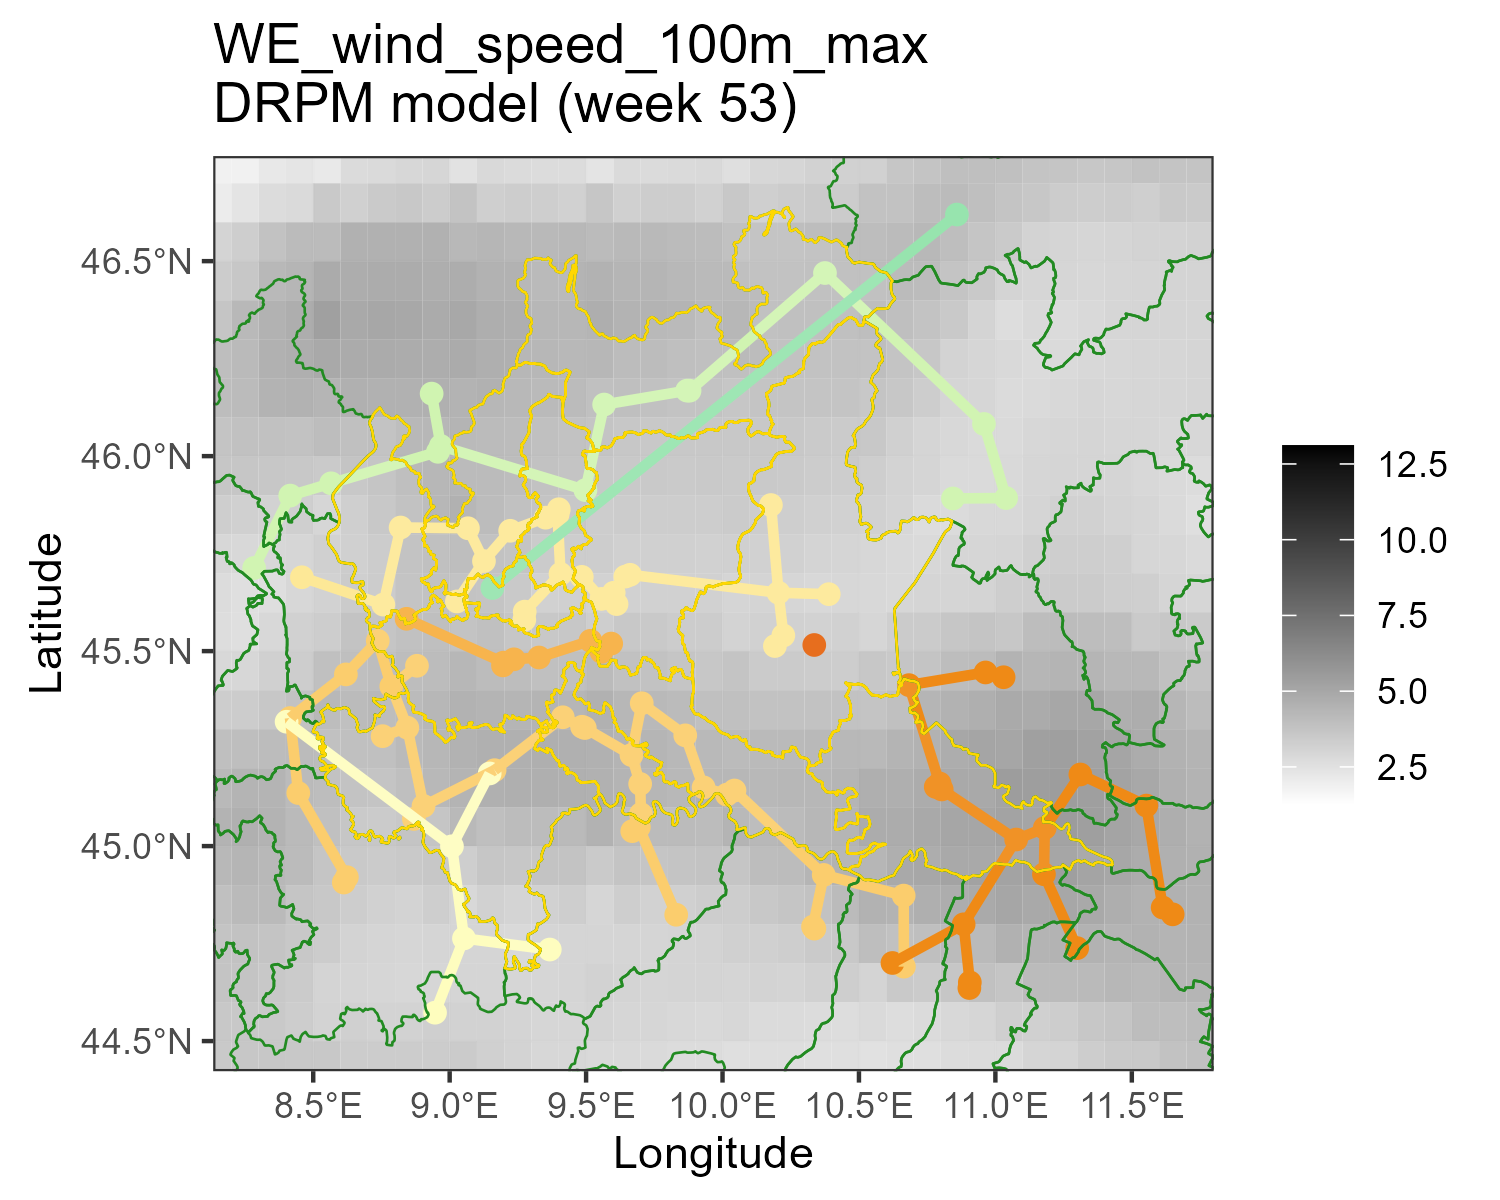 WE_wind_speed_100m_max
DRPM model (week 53)
46.5°N
46.0°N
45.5°N
45.0°N
44.5°N
Latitude
8.5°E 9.0°E 9.5°E 10.0°E 10.5°E 11.0°E 11.5°E
Longitude
12.5
10.0
7.5
5.0
2.5